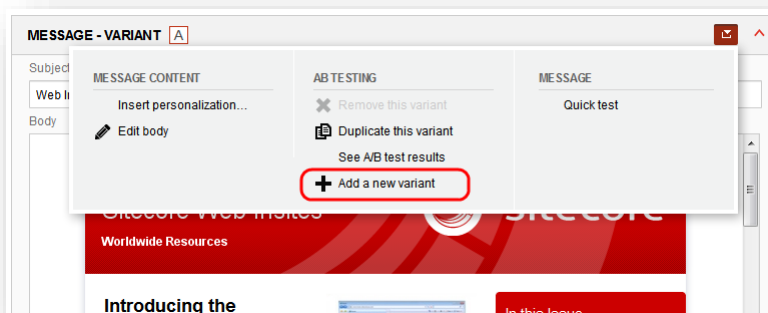 MESSAGE - VARIANT A
Subject
MESSAGE CONTENT
Insert personalization...
Edit body
AB TESTING
Remove this variant
Duplicate this variant
See A/B test results
Add a new variant
MESSAGE
Quick test
Web In
Body
Sitecore Web Insites
sitecore
Worldwide Resources
Introducing the
In this Issue